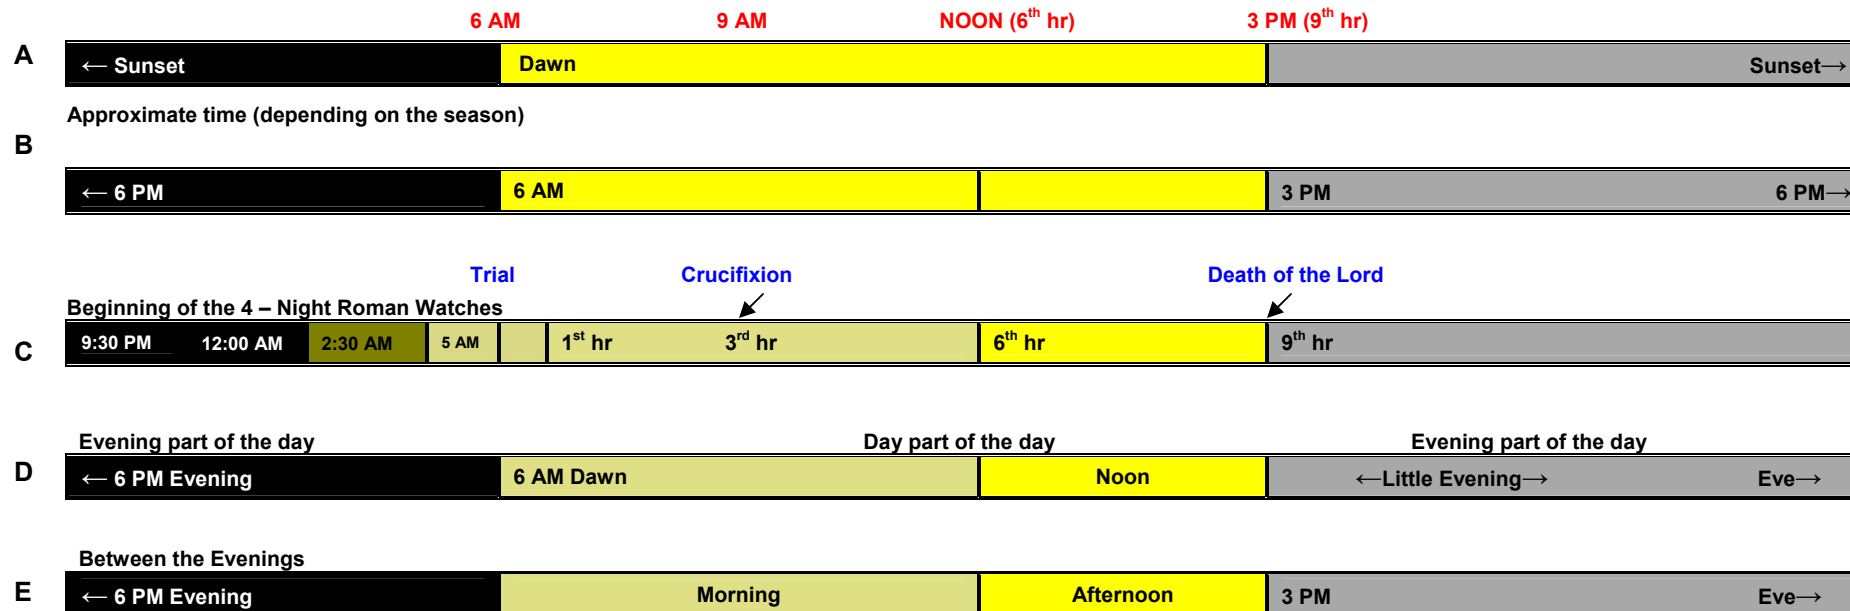 6 AM 9 AM NOON (6th hr) 3 PM (9th hr)
A ← Sunset Dawn Sunset→
Approximate time (depending on the season)
B
← 6 PM 6 AM 3 PM 6 PM→
Trial Crucifixion Death of the Lord
Beginning of the 4 – Night Roman Watches
C 9:30 PM 12:00 AM 2:30 AM 5 AM 1st hr 3rd hr 6th hr 9th hr
Evening part of the day Day part of the day Evening part of the day
D ← 6 PM Evening 6 AM Dawn Noon ←Little Evening→ Eve→
Between the Evenings
E ← 6 PM Evening Morning Afternoon 3 PM Eve→